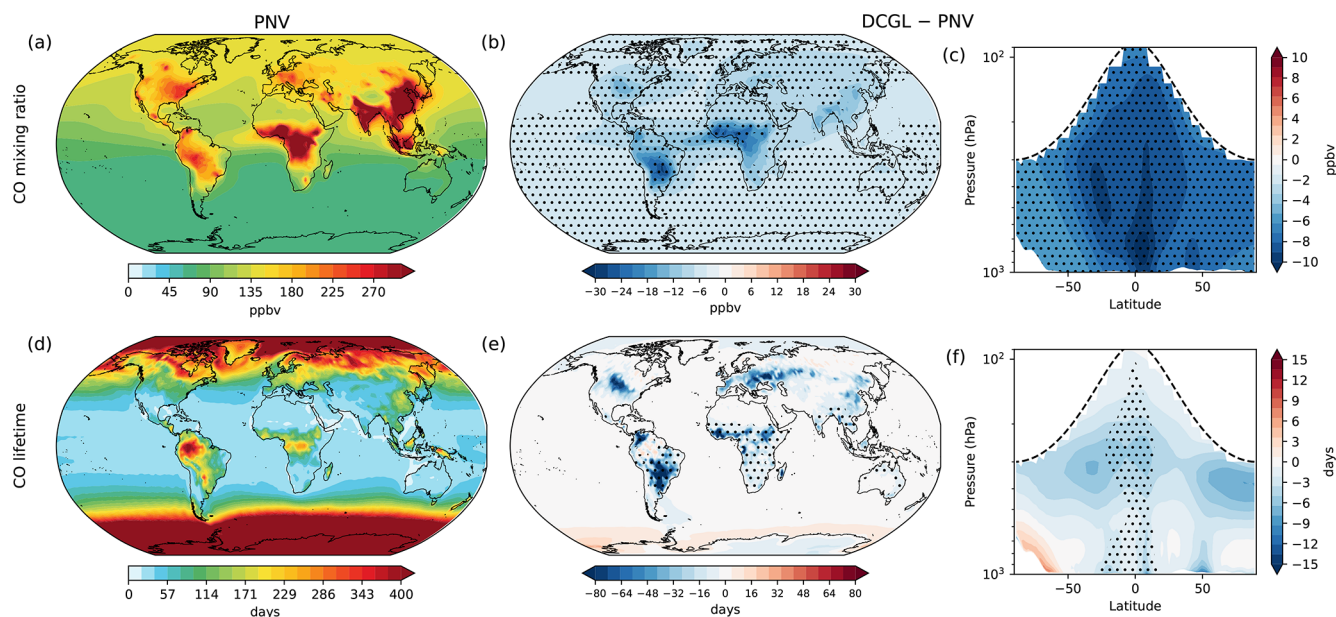 PNV
DCGL − PNV
(a)
(b)
(c)
CO mixing ratio
10²
10³
Pressure (hPa)
−50 0 50
Latitude
10
8
6
4
2
0
−2
−4
−6
−8
−10
ppbv
0 45 90 135 180 225 270
ppbv
−30 −24 −18 −12 −6 0 6 12 18 24 30
ppbv
(d)
(e)
(f)
CO lifetime
10²
10³
Pressure (hPa)
−50 0 50
Latitude
15
12
9
6
3
0
−3
−6
−9
−12
−15
days
0 57 114 171 229 286 343 400
days
−80 −64 −48 −32 −16 0 16 32 48 64 80
days